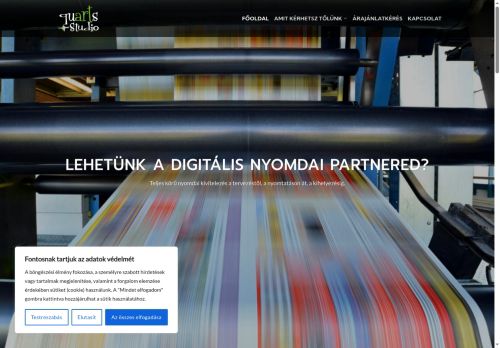 Tuarts
Studio
FŐOLDAL AMIT KÉRHETSZ TŐLÜNK ÁRAJÁNLATKÉRÉS KAPCSOLAT
LEHETÜNK A DIGITÁLIS NYOMDAI PARTNERED?
Teljes körű nyomdai kivitelezés a tervezéstől, a nyomtatáson át, a kihelyezésig.
Fontosnak tartjuk az adatok védelmét
A böngészési élmény fokozása, a személyre szabott hirdetések
vagy tartalmak megjelenítése, valamint a forgalom elemzése
érdekében sütiket (cookie) használunk. A "Mindet elfogadom"
gombra kattintva hozzájárulhat a sütik használatához.
Testreszabás Elutasít Az összes elfogadása